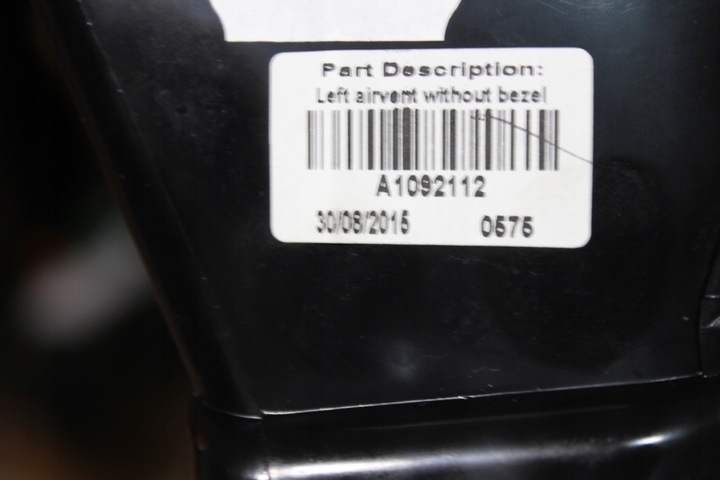 Part Description:
Left airvent without bezel
A1092112
30/08/2015 0575